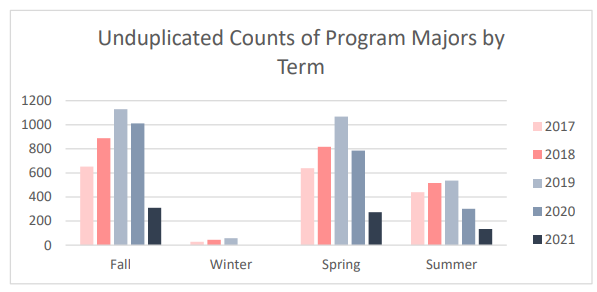 Unduplicated Counts of Program Majors by
Term
1200
1000
800
600
400
200
0
Fall
Winter
Spring
Summer
2017
2018
2019
2020
2021